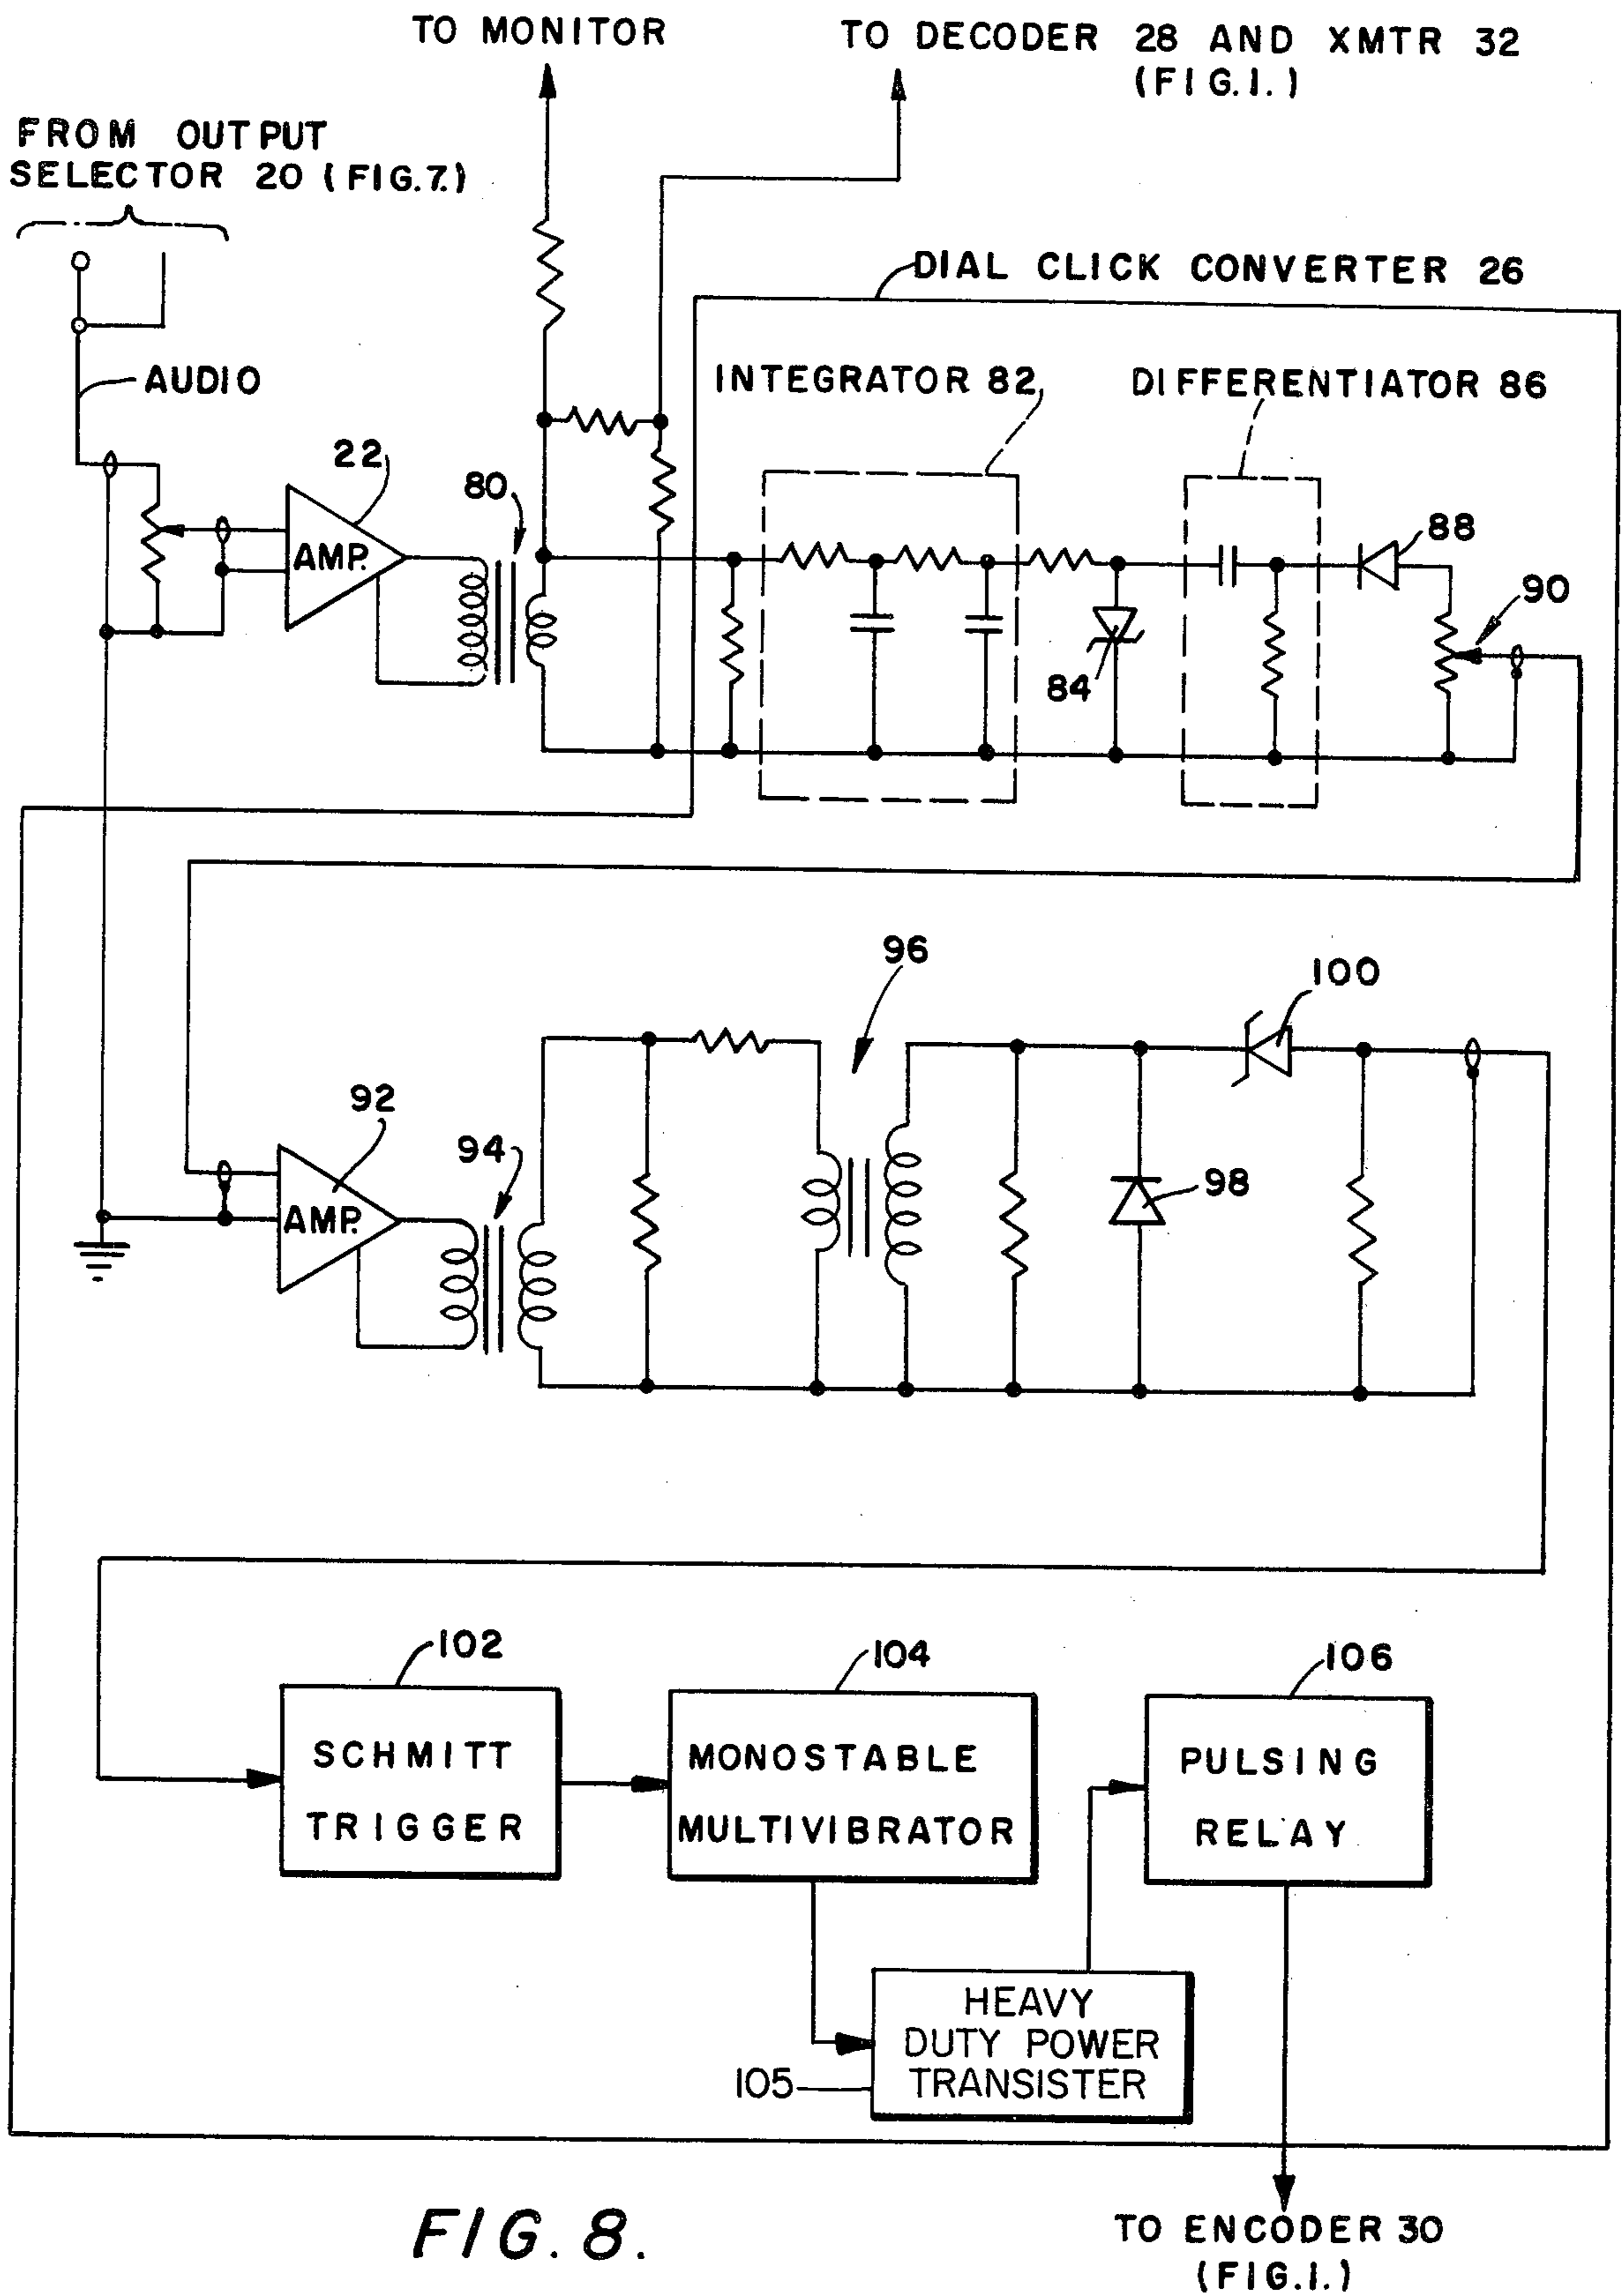 TO MONITOR
TO DECODER 28 AND XMTR 32
(FIG.1.)
FROM OUTPUT
SELECTOR 20 (FIG.7.)
DIAL CLICK CONVERTER 26
AUDIO
INTEGRATOR 82
DIFFERENTIATOR 86
22
80
AMP.
88
90
84
96
100
92
94
98
AMP.
102
104
106
SCHMITT
TRIGGER
MONOSTABLE
MULTIVIBRATOR
PULSING
RELAY
HEAVY
DUTY POWER
TRANSISTER
105
FIG. 8.
TO ENCODER 30
(FIG.1.)